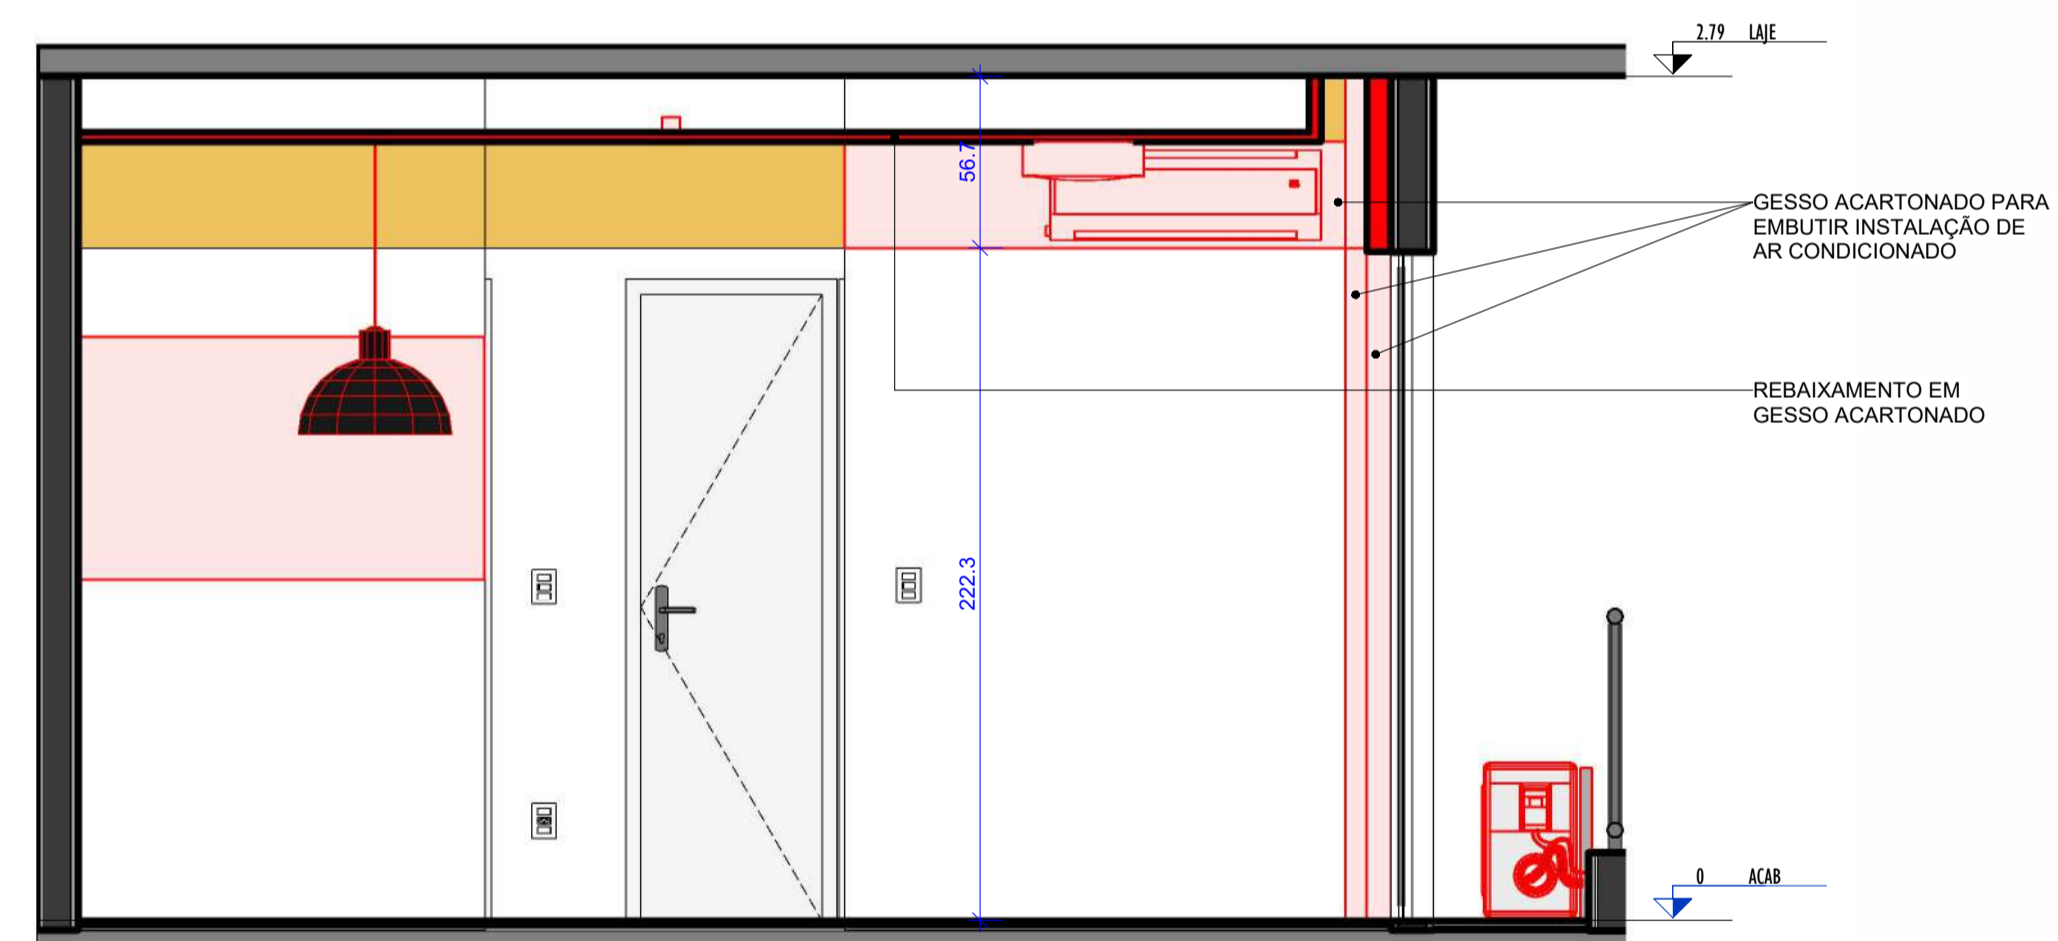 2.79 LAJE
56.7
GESSO ACARTONADO PARA
EMBUTIR INSTALAÇÃO DE
AR CONDICIONADO
REBAIXAMENTO EM
GESSO ACARTONADO
222.3
0 ACAB